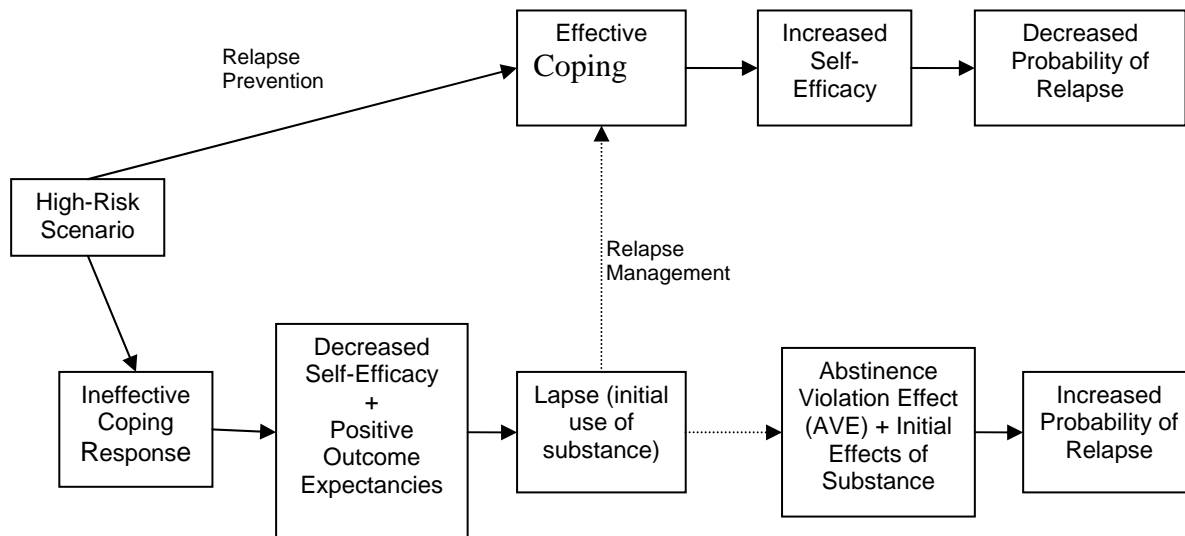 Effective
Coping
Increased
Self-
Efficacy
Decreased
Probability of
Relapse
Relapse
Prevention
High-Risk
Scenario
Relapse
Management
Ineffective
Coping
Response
Decreased
Self-Efficacy
+
Positive
Outcome
Expectancies
Lapse (initial
use of
substance)
Abstinence
Violation Effect
(AVE) + Initial
Effects of
Substance
Increased
Probability of
Relapse